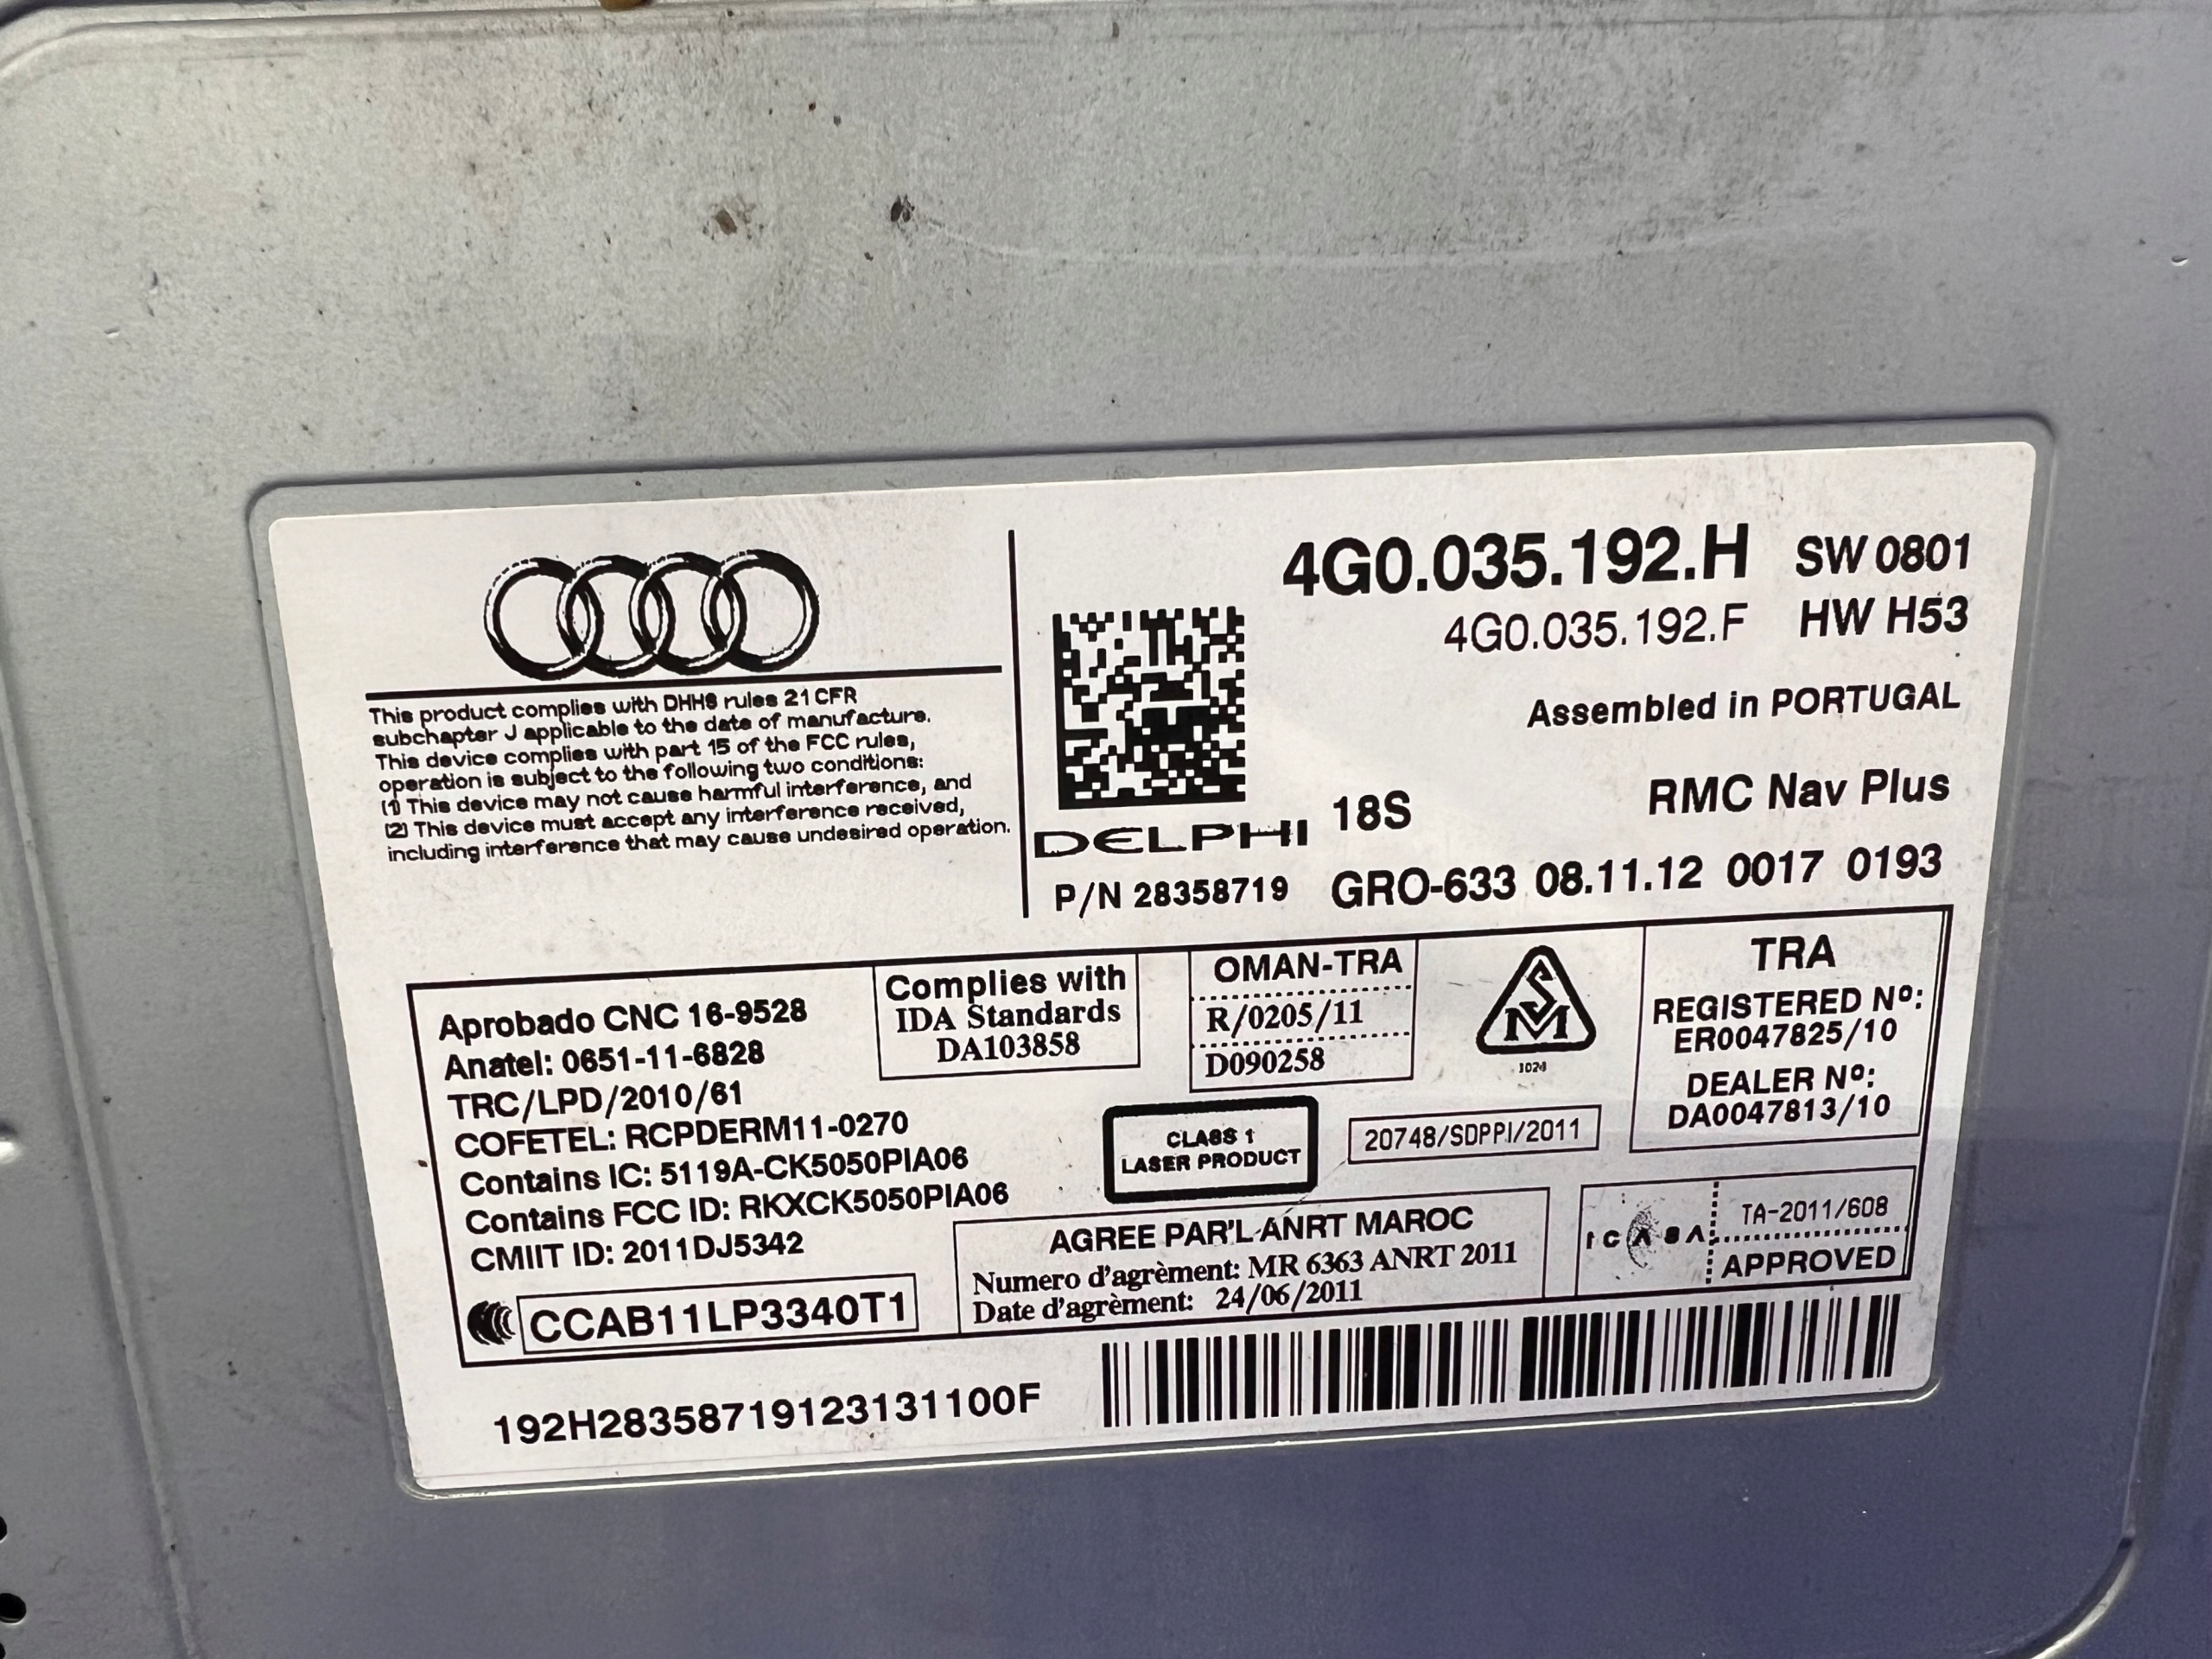 This product complies with DHHS rules 21 CFR
subchapter J applicable to the date of manufacture.
This device complies with part 15 of the FCC rules,
operation is subject to the following two conditions:
(1) This device may not cause harmful interference, and
(2) This device must accept any interference received,
including interference that may cause undesired operation.
4G0.035.192.H SW 0801
4G0.035.192.F HW H53
Assembled in PORTUGAL
RMC Nav Plus
DELPHI 18S
P/N 28358719 GRO-633 08.11.12 0017 0193
Aprobado CNC 16-9528
Anatel: 0651-11-6828
TRC/LPD/2010/61
COFETEL: RCPDERM11-0270
Contains IC: 5119A-CK5050PIA06
Contains FCC ID: RKXCK5050PIA06
CMIIT ID: 2011DJ5342
CCAB11LP3340T1
Complies with
IDA Standards
DA103858
OMAN-TRA
R/0205/11
D090258
SM
1024
TRA
REGISTERED Nº:
ER0047825/10
DEALER Nº:
DA0047813/10
CLASS 1
LASER PRODUCT
20748/SDPPI/2011
AGREE PAR'L ANRT MAROC
Numero d'agrèment: MR 6363 ANRT 2011
Date d'agrèment: 24/06/2011
ICASA
TA-2011/608
APPROVED
192H28358719123131100F